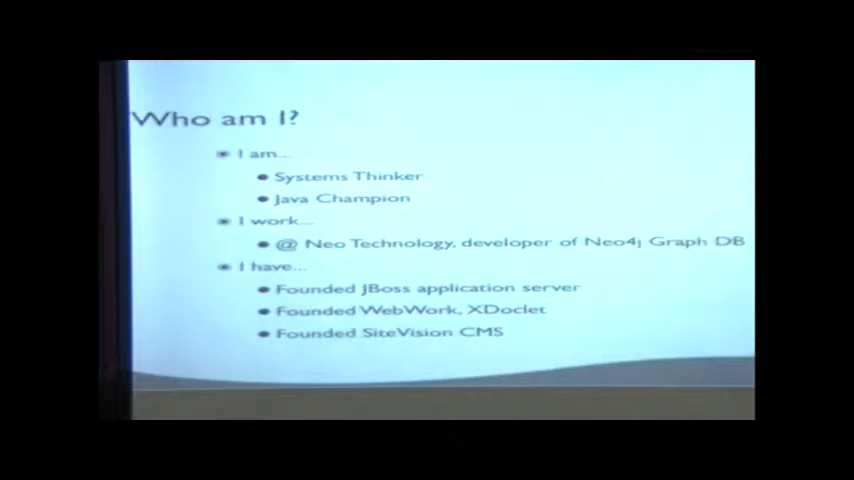 Who am I?
I am...
Systems Thinker
Java Champion
I work...
@ Neo Technology, developer of Neo4j Graph DB
I have...
Founded JBoss application server
Founded WebWork, XDoclet
Founded SiteVision CMS